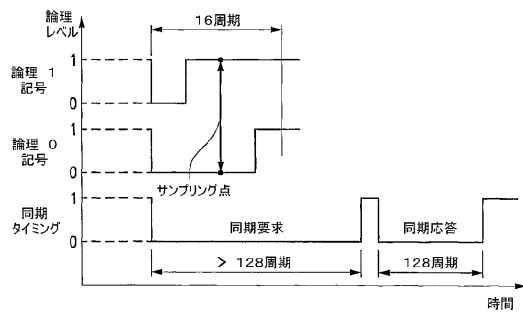 論理
レベル
16周期
論理 1
記号
1
0
論理 0
記号
1
0
サンプリング点
同期
タイミング
1
0
同期要求
同期応答
> 128周期
128周期
時間